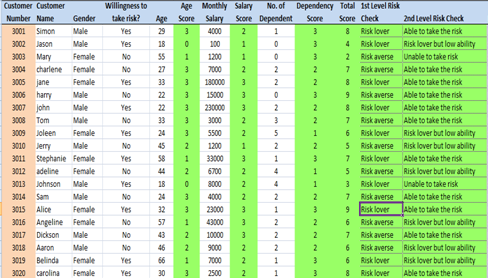 Customer Customer Willingness to Age Monthly Salary No. of Dependency Total 1st Level Risk
Number Name Gender take risk? Age Score Salary Score Dependent Score Score Check 2nd Level Risk Check
3001 Simon Male Yes 29 3 4000 2 1 3 8 Risk lover Able to take the risk
3002 Jason Male Yes 18 0 100 1 0 3 4 Risk lover Risk lover but low ability
3003 Mary Female No 55 1 1200 1 0 3 2 Risk averse Unable to take risk
3004 charlene Female No 27 3 7000 2 2 2 7 Risk averse Able to take the risk
3005 jane Female Yes 33 3 180000 3 2 2 8 Risk lover Able to take the risk
3006 harry Male No 22 3 15000 3 0 3 9 Risk averse Able to take the risk
3007 john Male Yes 22 3 230000 3 2 2 8 Risk lover Able to take the risk
3008 Tom Male No 33 3 3000 2 3 2 7 Risk averse Able to take the risk
3009 Joleen Female Yes 24 3 5500 2 5 1 6 Risk lover Risk lover but low ability
3010 Jerry Male No 45 2 1200 1 2 2 5 Risk averse Risk lover but low ability
3011 Stephanie Female Yes 58 1 33000 3 1 3 7 Risk lover Able to take the risk
3012 adeline Female No 44 2 6700 2 4 1 5 Risk averse Risk lover but low ability
3013 Johnson Male Yes 18 0 8000 2 4 1 3 Risk lover Unable to take risk
3014 Sam Male No 24 3 4000 2 2 2 7 Risk averse Able to take the risk
3015 Alice Female Yes 32 3 23000 3 1 3 9 Risk lover Able to take the risk
3016 Angeline Female No 57 1 43000 3 3 2 6 Risk averse Risk lover but low ability
3017 Dickson Male No 43 2 10000 3 2 2 7 Risk averse Able to take the risk
3018 Aaron Male No 46 2 9000 2 2 2 6 Risk averse Risk lover but low ability
3019 Belinda Female Yes 66 1 7000 2 1 3 6 Risk lover Risk lover but low ability
3020 carolina Female Yes 30 3 2500 2 1 3 8 Risk lover Able to take the risk